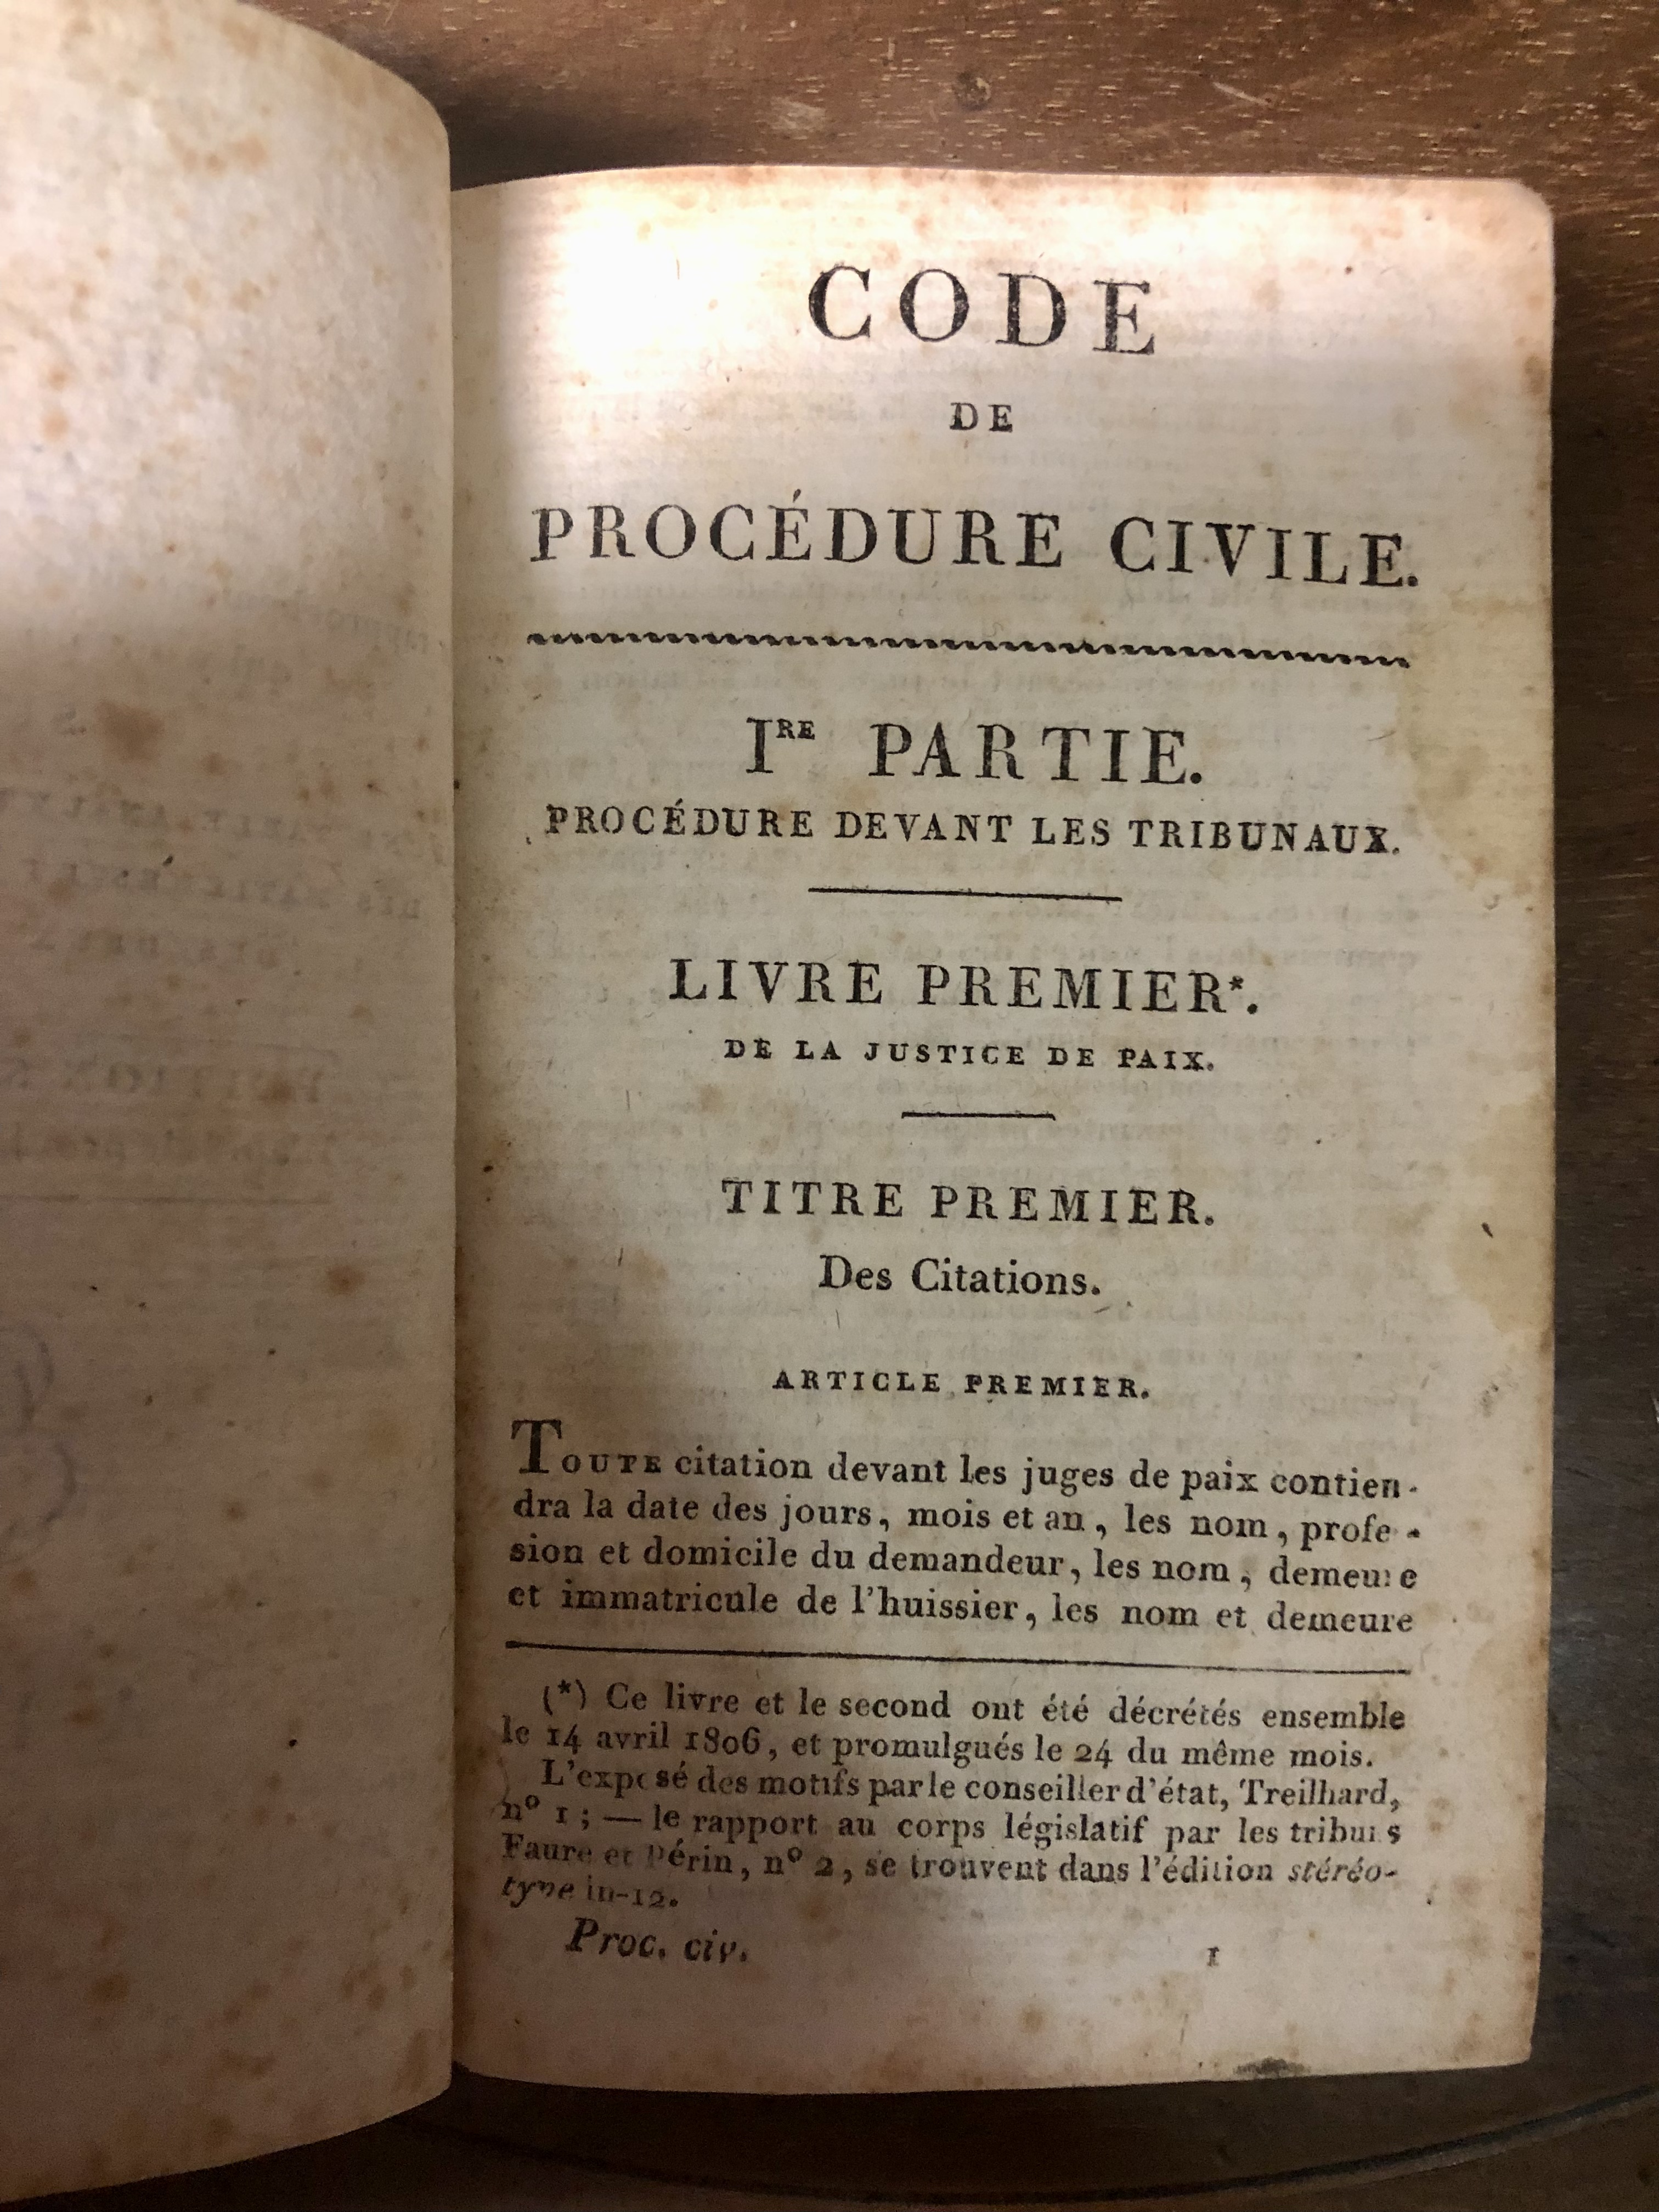 CODE
DE
PROCÉDURE CIVILE.
IRE PARTIE.
PROCÉDURE DEVANT LES TRIBUNAUX.
LIVRE PREMIER*.
DE LA JUSTICE DE PAIX.
TITRE PREMIER.
Des Citations.
ARTICLE PREMIER.
TOUTE citation devant les juges de paix contien-
dra la date des jours, mois et an, les nom, profes-
sion et domicile du demandeur, les nom, demeure
et immatricule de l'huissier, les nom et demeure
(*) Ce livre et le second ont été décrétés ensemble
le 14 avril 1806, et promulgués le 24 du même mois.
L'exposé des motifs par le conseiller d'état, Treilhard,
n° 1; — le rapport au corps législatif par les tribuns
Faure et Périn, n° 2, se trouvent dans l'édition stéréo-
type in-12.
Proc. civ. 1